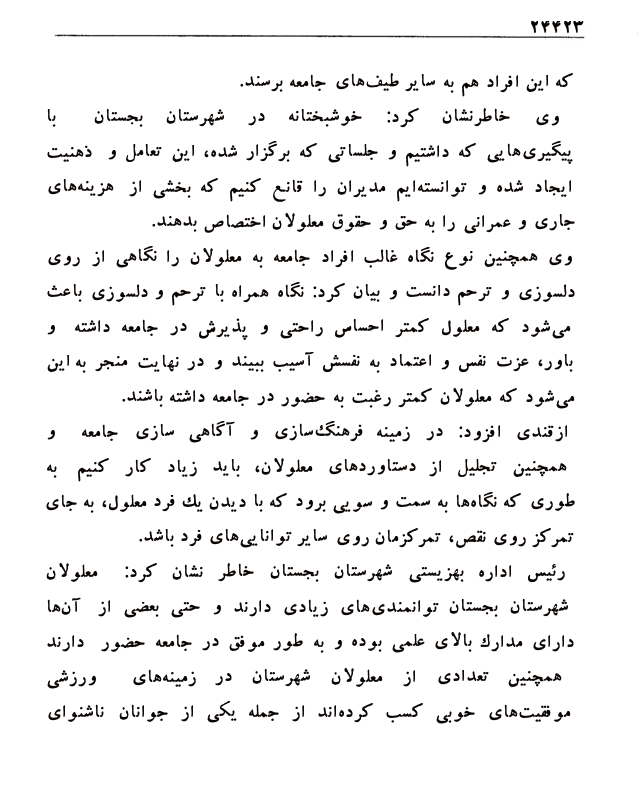 ۲۴۴۲۳
که این افراد هم به سایر طیف‌های جامعه برسند.
وی خاطرنشان کرد: خوشبختانه در شهرستان بجستان با
پیگیری‌هایی که داشتیم و جلساتی که برگزار شده، این تعامل و ذهنیت
ایجاد شده و توانسته‌ایم مدیران را قانع کنیم که بخشی از هزینه‌های
جاری و عمرانی را به حق و حقوق معلولان اختصاص بدهند.
وی همچنین نوع نگاه غالب افراد جامعه به معلولان را نگاهی از روی
دلسوزی و ترحم دانست و بیان کرد: نگاه همراه با ترحم و دلسوزی باعث
می‌شود که معلول کمتر احساس راحتی و پذیرش در جامعه داشته و
باور، عزت نفس و اعتماد به نفسش آسیب ببیند و در نهایت منجر به این
می‌شود که معلولان کمتر رغبت به حضور در جامعه داشته باشند.
ازقندی افزود: در زمینه فرهنگ‌سازی و آگاهی سازی جامعه و
همچنین تجلیل از دستاوردهای معلولان، باید زیاد کار کنیم به
طوری که نگاه‌ها به سمت و سویی برود که با دیدن یك فرد معلول، به جای
تمرکز روی نقص، تمرکزمان روی سایر توانایی‌های فرد باشد.
رئیس اداره بهزیستی شهرستان بجستان خاطر نشان کرد: معلولان
شهرستان بجستان توانمندی‌های زیادی دارند و حتی بعضی از آن‌ها
دارای مدارك بالای علمی بوده و به طور موفق در جامعه حضور دارند
همچنین تعدادی از معلولان شهرستان در زمینه‌های ورزشی
موفقیت‌های خوبی کسب کرده‌اند از جمله یکی از جوانان ناشنوای